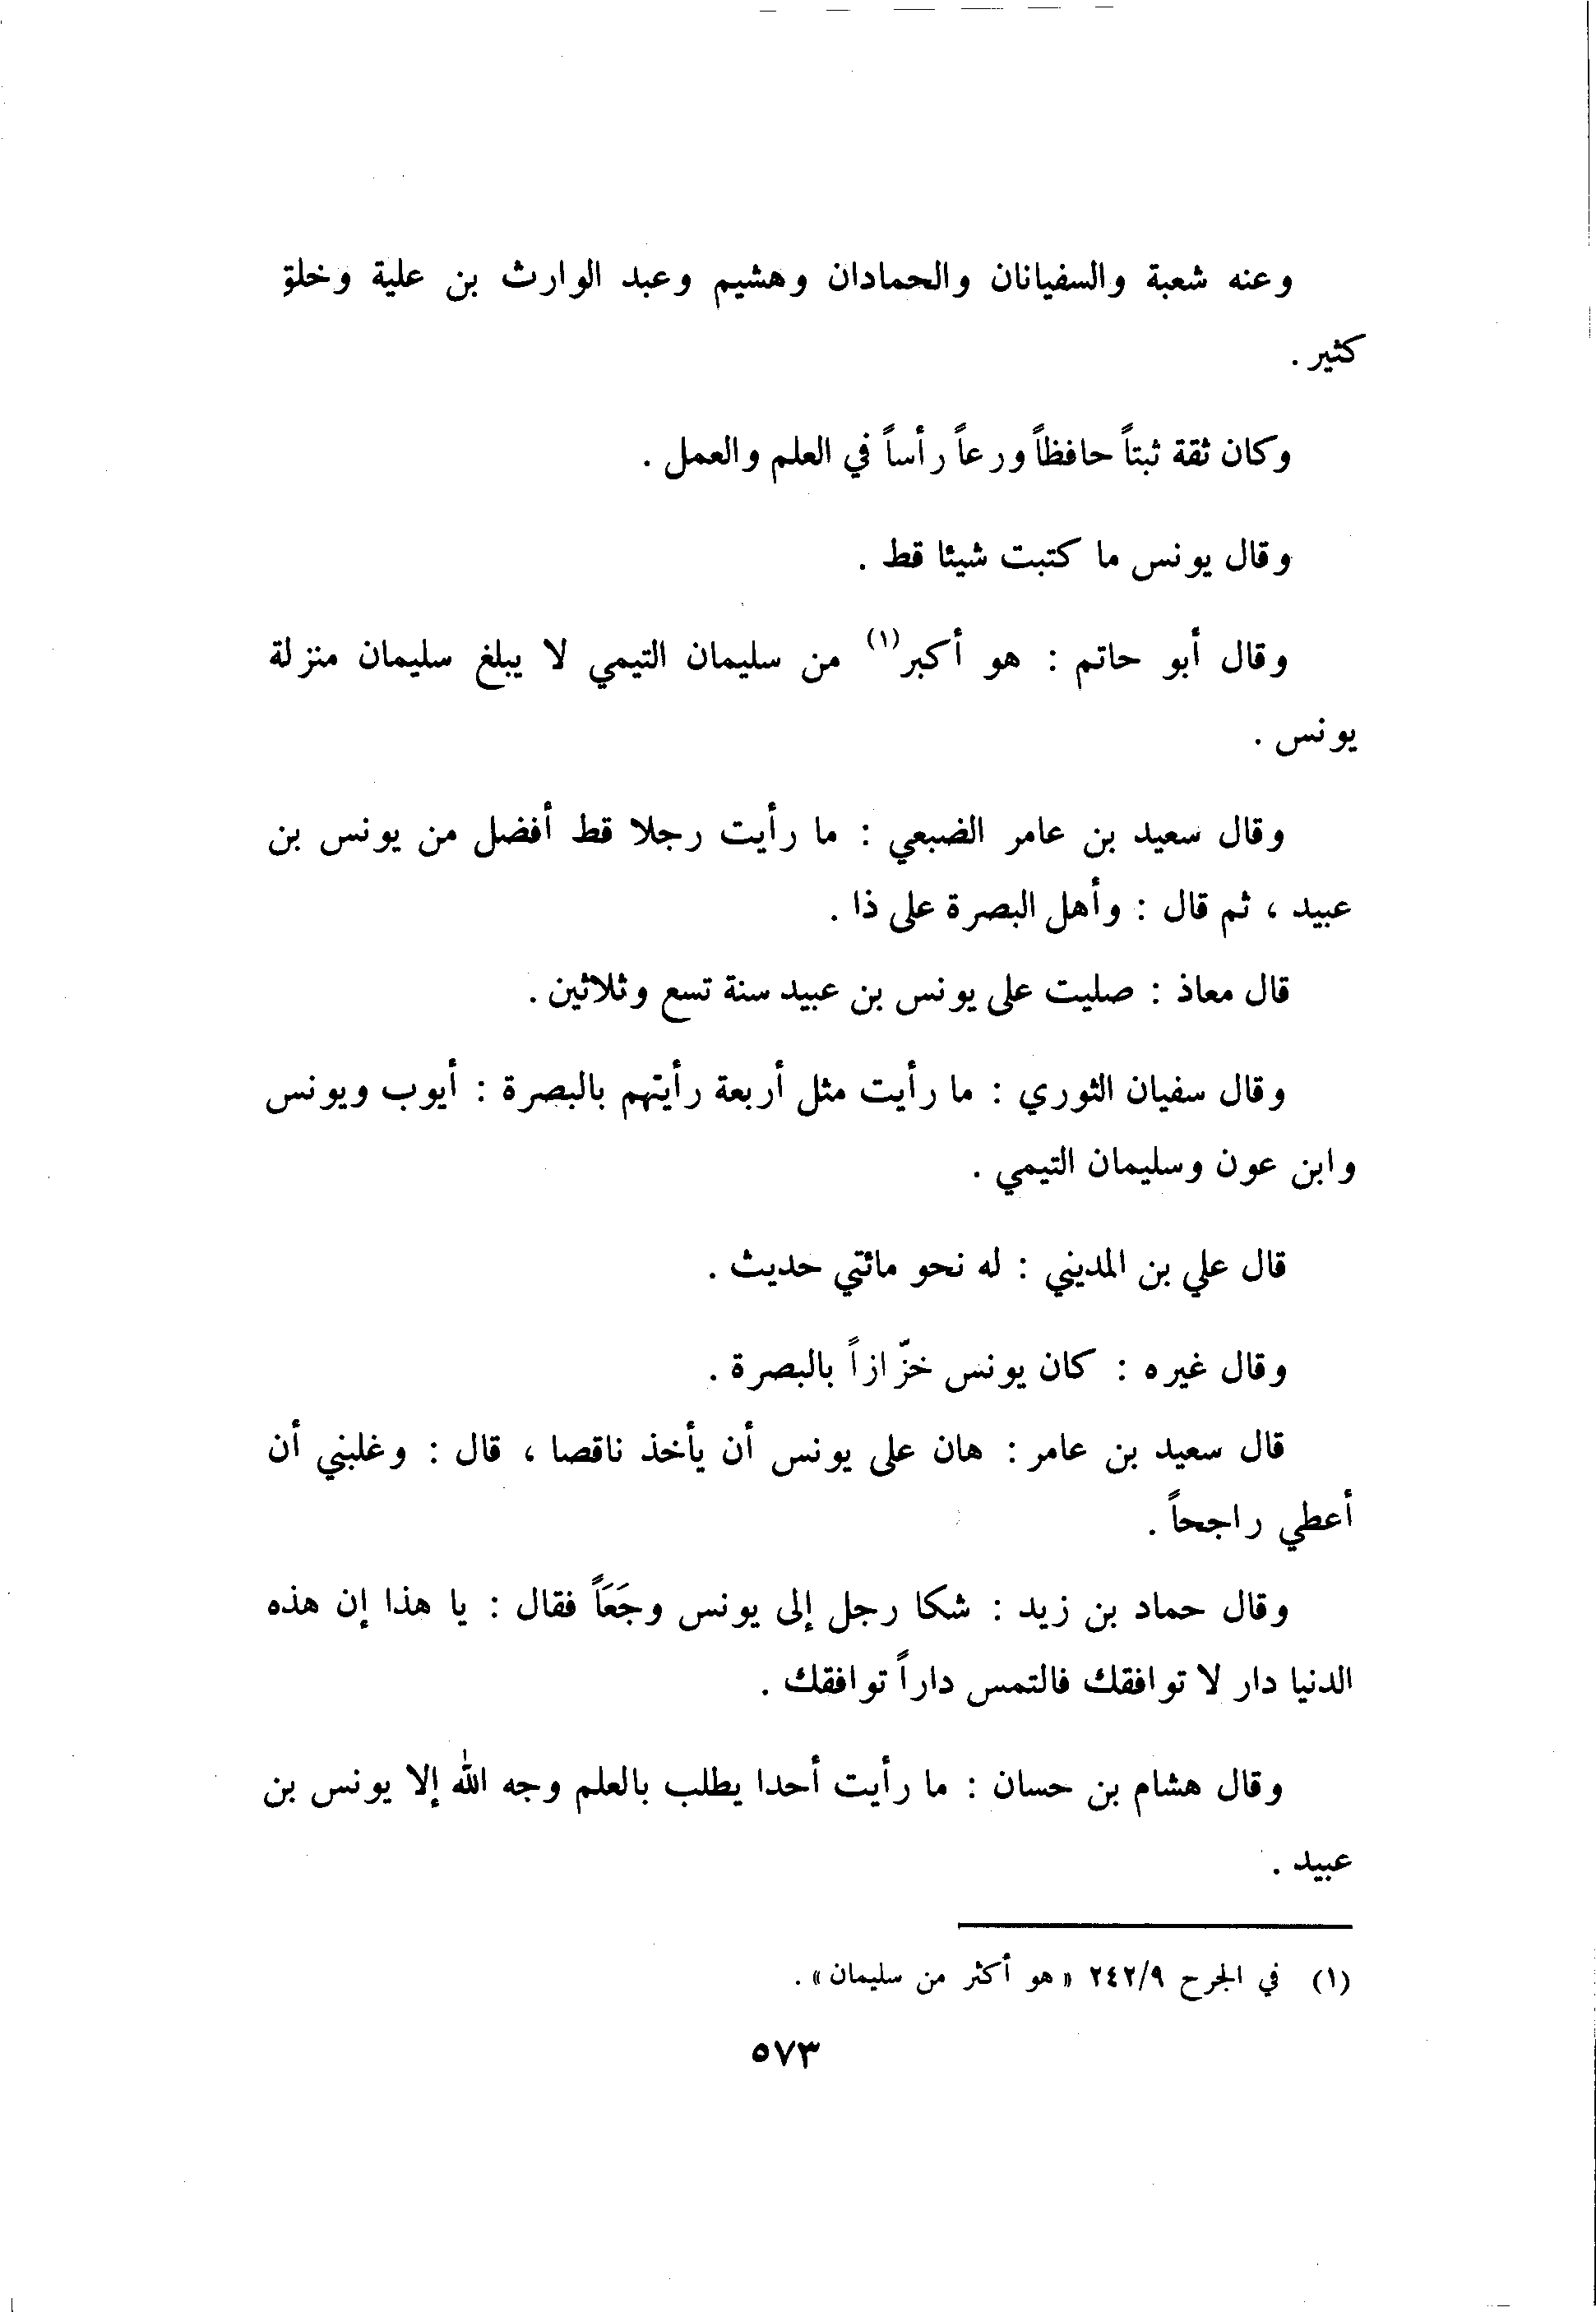 وعنه شعبة والسفيانان والحمادان وهشيم وعبد الوارث بن علية وخلق
كثير .
وكان ثقة ثبتاً حافظاً ورعاً رأساً في العلم والعمل .
وقال يونس ما كتبت شيئا قط .
وقال أبو حاتم : هو أكبر(١) من سليمان التيمي لا يبلغ سليمان منزلة
يونس .
وقال سعيد بن عامر الضبعي : ما رأيت رجلا قط أفضل من يونس بن
عبيد ، ثم قال : وأهل البصرة على ذا .
قال معاذ : صليت على يونس بن عبيد سنة تسع وثلاثين .
وقال سفيان الثوري : ما رأيت مثل أربعة رأيتهم بالبصرة : أيوب ويونس
وابن عون وسليمان التيمي .
قال علي بن المديني : له نحو مائتي حديث .
وقال غيره : كان يونس خزّازاً بالبصرة .
قال سعيد بن عامر : هان على يونس أن يأخذ ناقصا ، قال : وغلبني أن
أعطي راجحاً .
وقال حماد بن زيد : شكا رجل إلى يونس وجَعَاً فقال : يا هذا إن هذه
الدنيا دار لا توافقك فالتمس داراً توافقك .
وقال هشام بن حسان : ما رأيت أحدا يطلب بالعلم وجه الله إلا يونس بن
عبيد .
(١) في الجرح ٢٤٢/٩ « هو أكثر من سليمان » .
٥٧٣